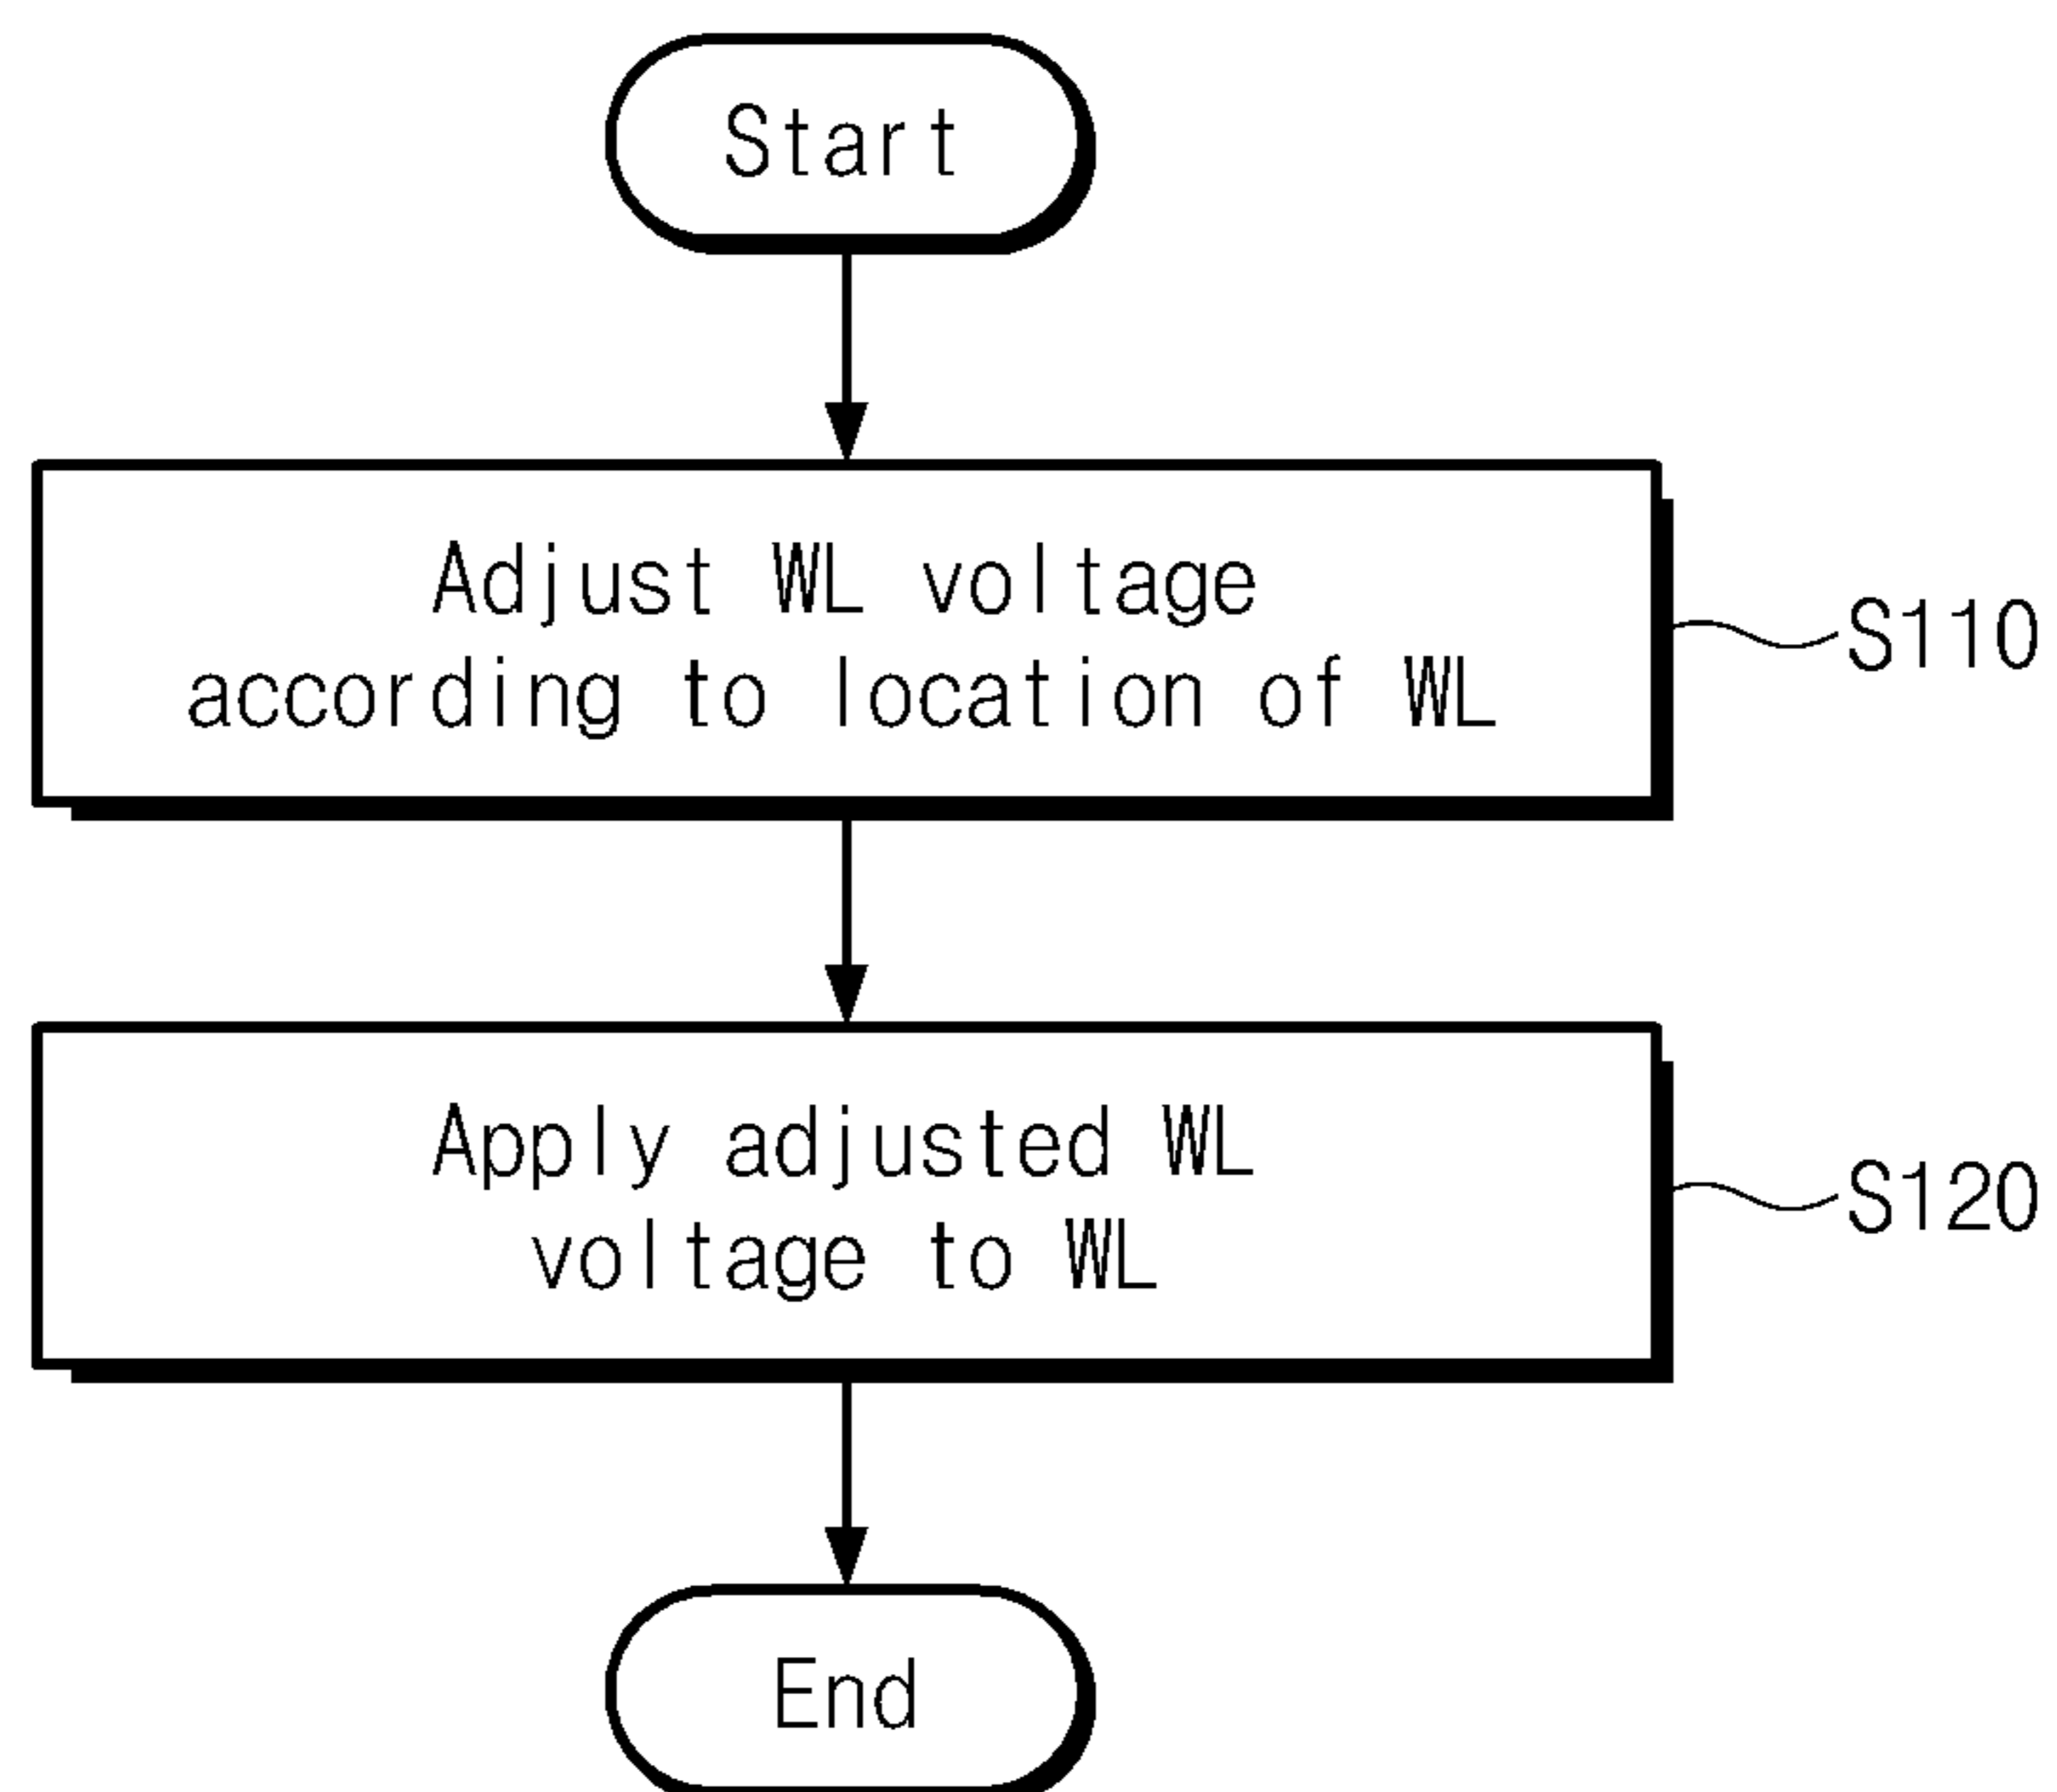 Start
Adjust WL voltage
according to location of WL
S110
Apply adjusted WL
voltage to WL
S120
End